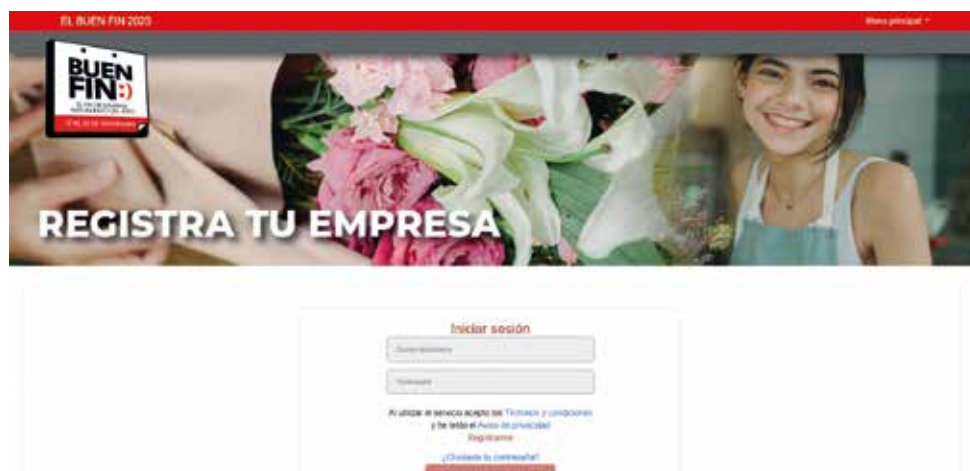 EL BUEN FIN 2023
Menú principal
BUEN
FIN:)
REGISTRA TU EMPRESA
Iniciar sesión
Correo electrónico
Contraseña
Al utilizar el servicio acepto los Términos y condiciones
y he leído el Aviso de privacidad
Registrarme
¿Olvidaste tu contraseña?